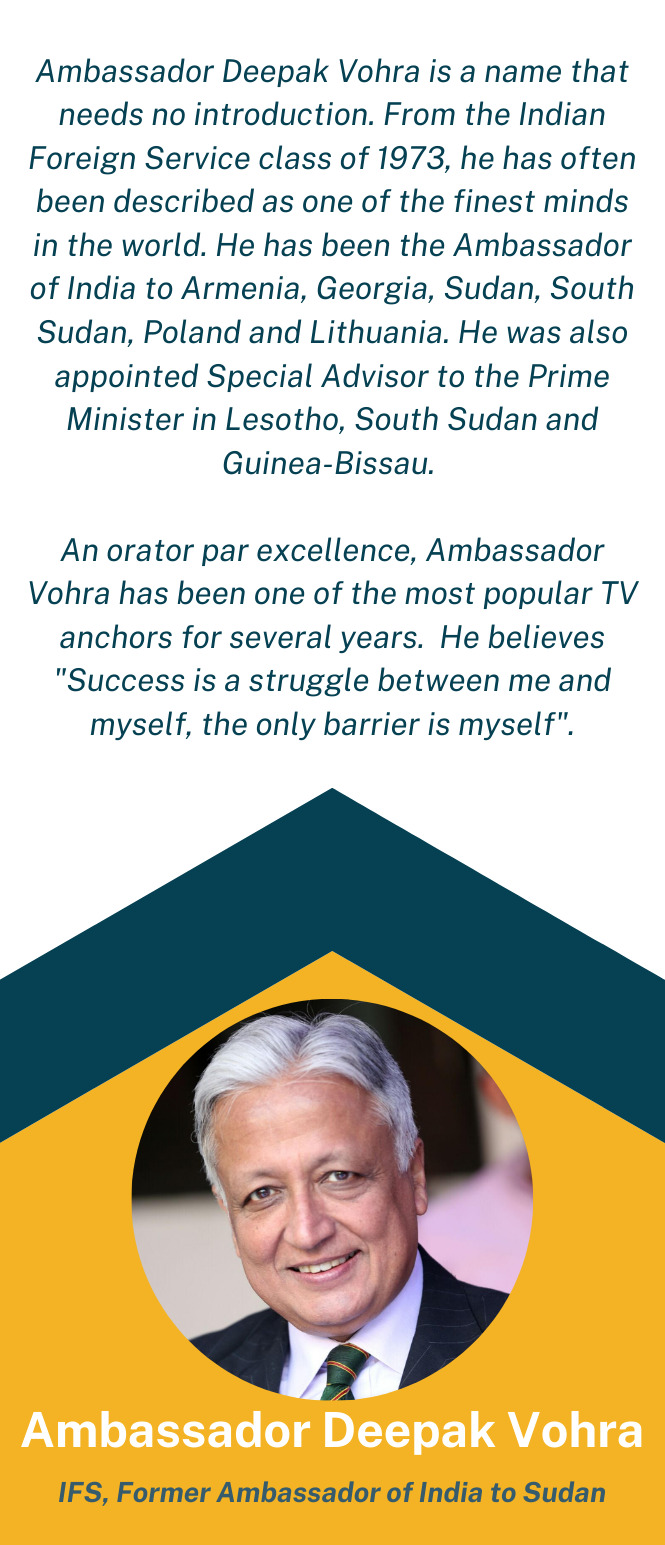 Ambassador Deepak Vohra is a name that
needs no introduction. From the Indian
Foreign Service class of 1973, he has often
been described as one of the finest minds
in the world. He has been the Ambassador
of India to Armenia, Georgia, Sudan, South
Sudan, Poland and Lithuania. He was also
appointed Special Advisor to the Prime
Minister in Lesotho, South Sudan and
Guinea-Bissau.
An orator par excellence, Ambassador
Vohra has been one of the most popular TV
anchors for several years.  He believes
"Success is a struggle between me and
myself, the only barrier is myself".
Ambassador Deepak Vohra
IFS, Former Ambassador of India to Sudan